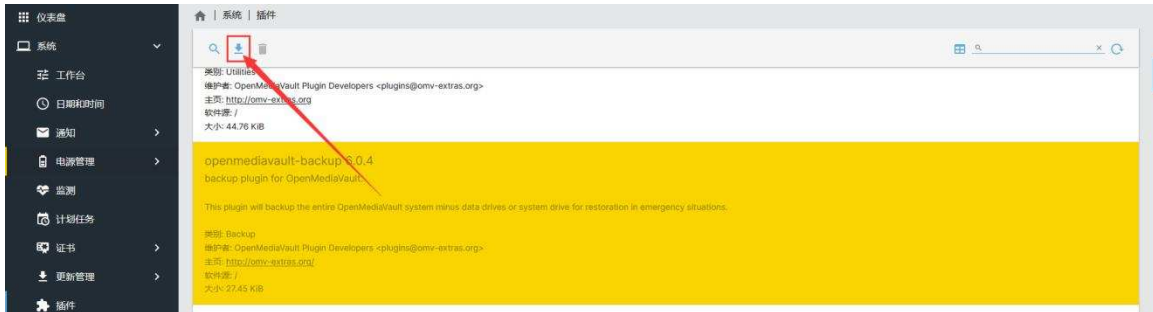 仪表盘
系统 | 插件
系统
工作台
日期和时间
通知
电源管理
监测
计划任务
证书
更新管理
插件
类别: Utilities
维护者: OpenMediaVault Plugin Developers <plugins@omv-extras.org>
主页: http://omv-extras.org
软件源: /
大小: 44.76 KiB
openmediavault-backup 6.0.4
backup plugin for OpenMediaVault.
This plugin will backup the entire OpenMediaVault system minus data drives or system drive for restoration in emergency situations.
类别: Backup
维护者: OpenMediaVault Plugin Developers <plugins@omv-extras.org>
主页: http://omv-extras.org/
软件源: /
大小: 27.45 KiB